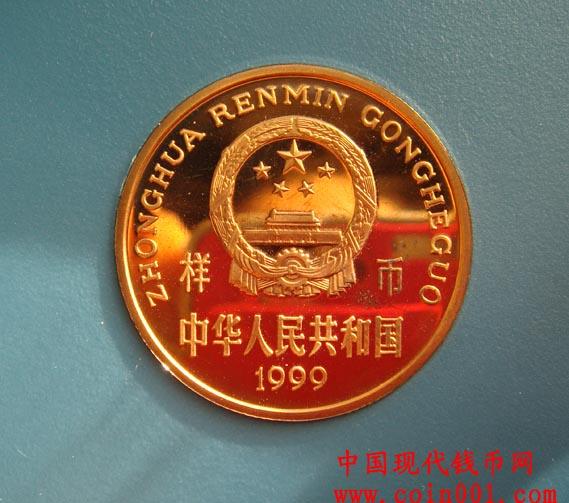 ZHONGHUA RENMIN GONGHEGUO
样 币
中华人民共和国
1999
中国现代钱币网
www.coin001.com